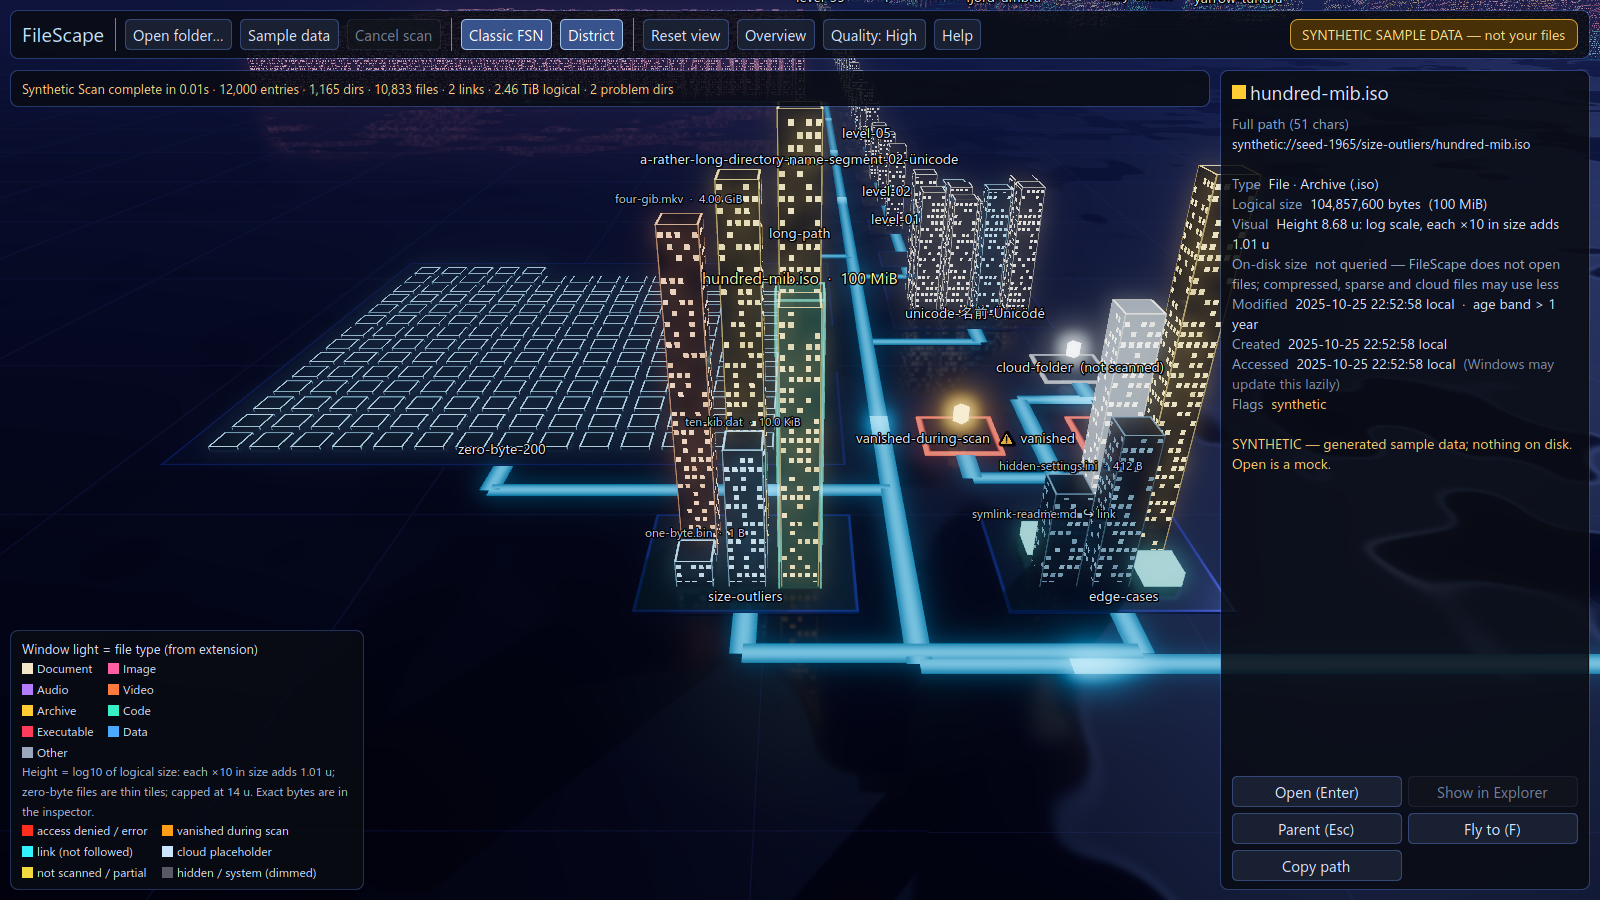 FileScape
Open folder...
Sample data
Cancel scan
Classic FSN
District
Reset view
Overview
Quality: High
Help
SYNTHETIC SAMPLE DATA — not your files
Synthetic Scan complete in 0.01s · 12,000 entries · 1,165 dirs · 10,833 files · 2 links · 2.46 TiB logical · 2 problem dirs
level-05
a-rather-long-directory-name-segment-02-ünicode
level-02
four-gib.mkv · 4.00 GiB
level-01
long-path
hundred-mib.iso · 100 MiB
unicode-名前-Unicodé
cloud-folder (not scanned)
ten-kib.dat · 10.0 KiB
vanished-during-scan ⚠ vanished
zero-byte-200
hidden-settings.ini · 412 B
symlink-readme.md ↪ link
one-byte.bin · 1 B
size-outliers
edge-cases
hundred-mib.iso
Full path (51 chars)
synthetic://seed-1965/size-outliers/hundred-mib.iso
Type File · Archive (.iso)
Logical size 104,857,600 bytes (100 MiB)
Visual Height 8.68 u: log scale, each ×10 in size adds
1.01 u
On-disk size not queried — FileScape does not open
files; compressed, sparse and cloud files may use less
Modified 2025-10-25 22:52:58 local · age band > 1
year
Created 2025-10-25 22:52:58 local
Accessed 2025-10-25 22:52:58 local (Windows may
update this lazily)
Flags synthetic
SYNTHETIC — generated sample data; nothing on disk.
Open is a mock.
Open (Enter)
Show in Explorer
Parent (Esc)
Fly to (F)
Copy path
Window light = file type (from extension)
Document
Image
Audio
Video
Archive
Code
Executable
Data
Other
Height = log10 of logical size: each ×10 in size adds 1.01 u;
zero-byte files are thin tiles; capped at 14 u. Exact bytes are in
the inspector.
access denied / error
vanished during scan
link (not followed)
cloud placeholder
not scanned / partial
hidden / system (dimmed)